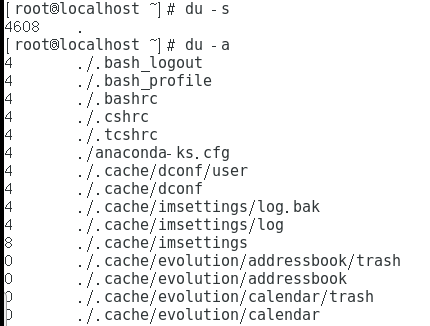 [root@localhost ~]# du -s
4608	.
[root@localhost ~]# du -a
4	./.bash_logout
4	./.bash_profile
4	./.bashrc
4	./.cshrc
4	./.tcshrc
4	./anaconda-ks.cfg
4	./.cache/dconf/user
4	./.cache/dconf
4	./.cache/imsettings/log.bak
4	./.cache/imsettings/log
8	./.cache/imsettings
0	./.cache/evolution/addressbook/trash
0	./.cache/evolution/addressbook
0	./.cache/evolution/calendar/trash
0	./.cache/evolution/calendar